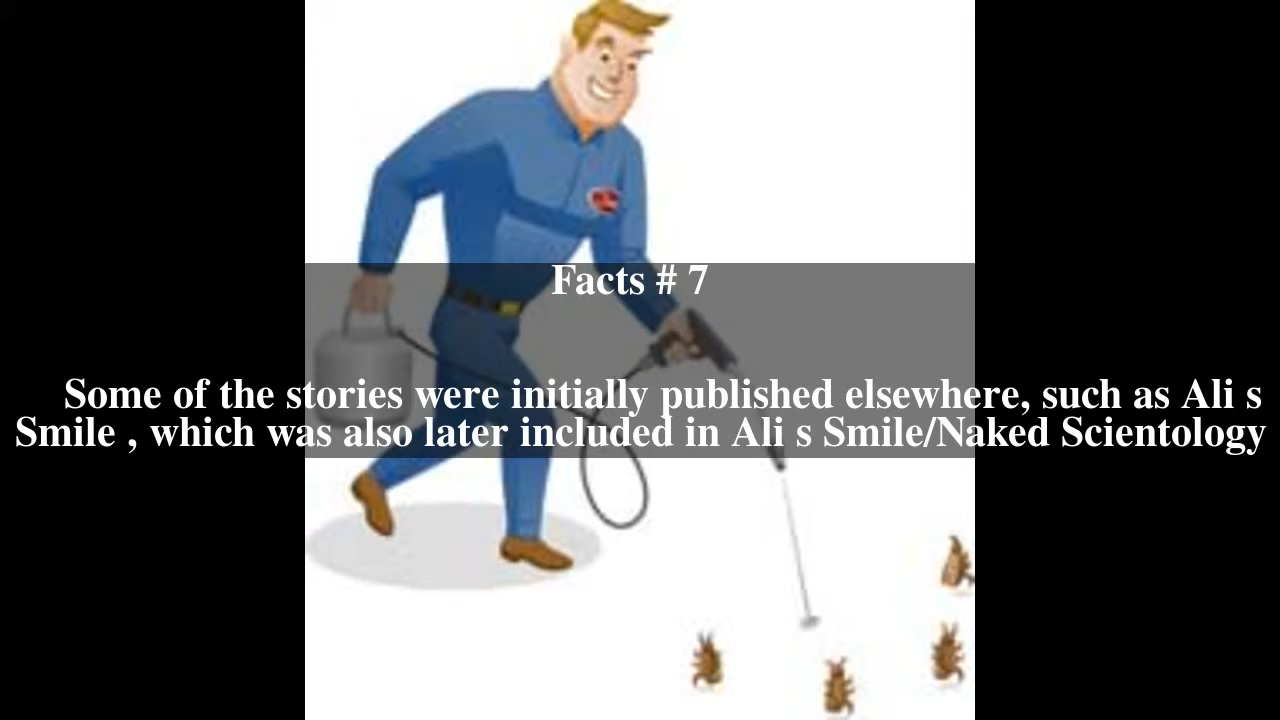 Facts # 7
Some of the stories were initially published elsewhere, such as Ali s
Smile , which was also later included in Ali s Smile/Naked Scientology